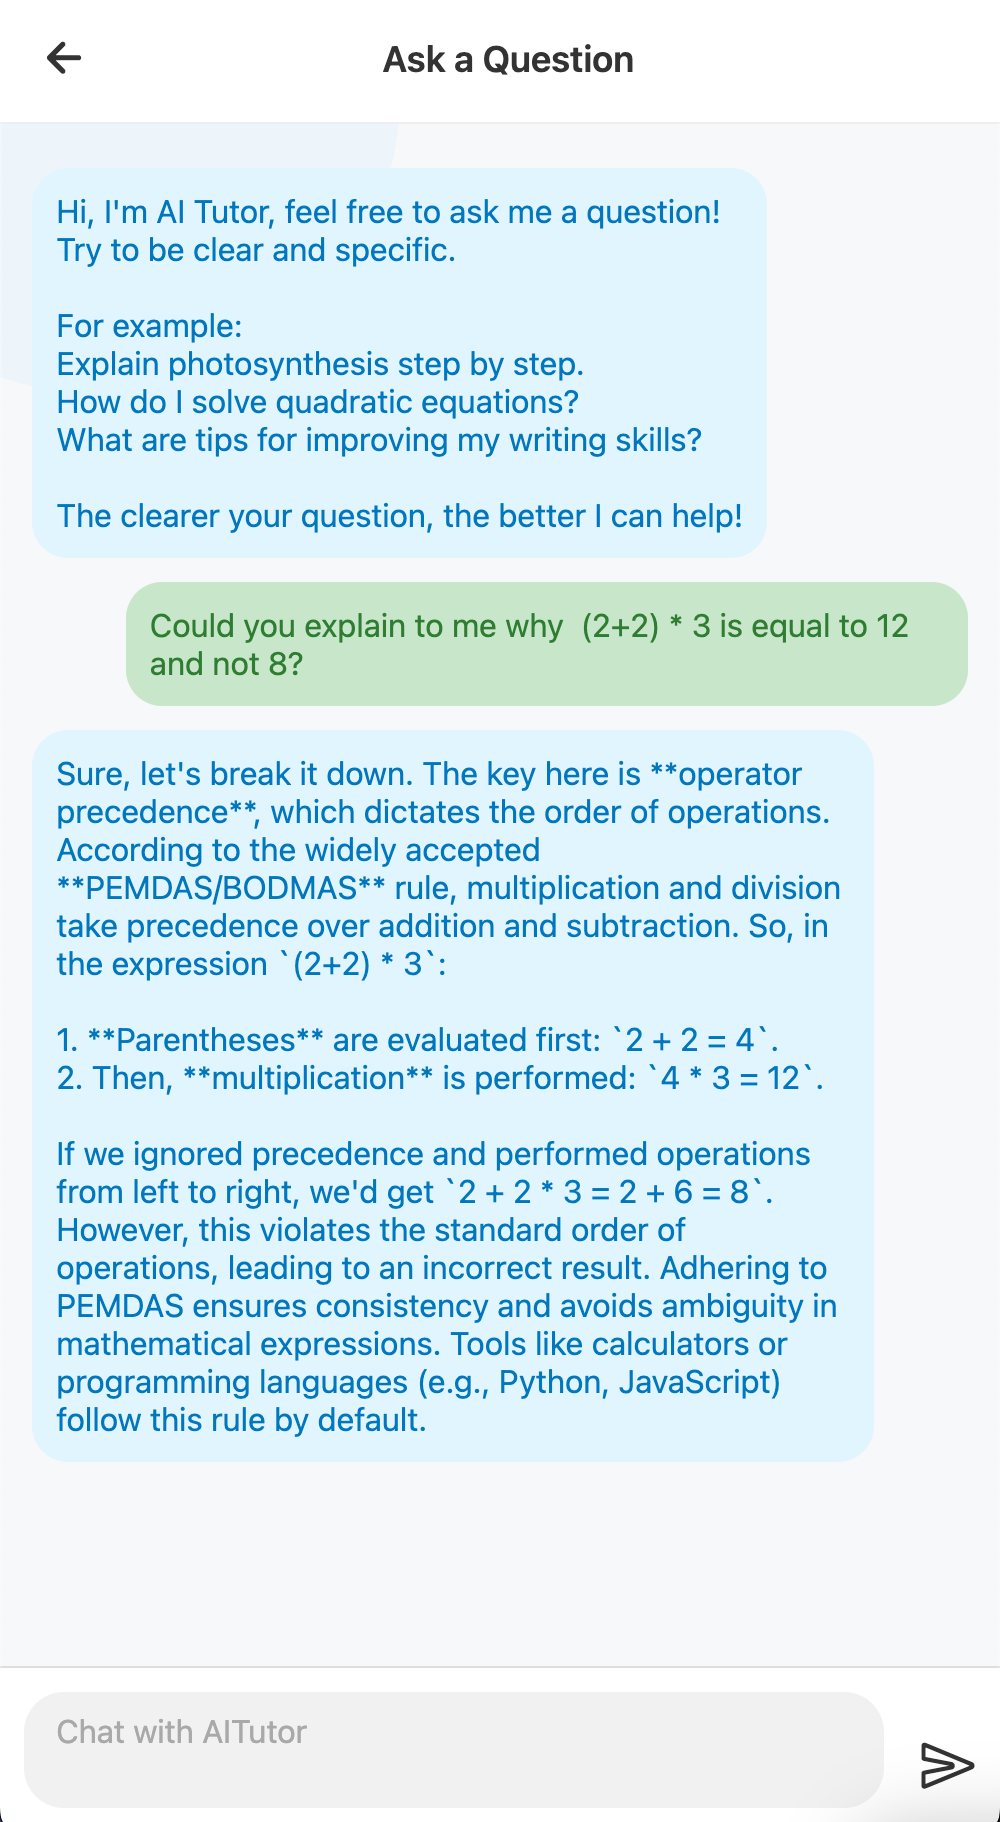 Ask a Question
Hi, I'm AI Tutor, feel free to ask me a question!
Try to be clear and specific.
For example:
Explain photosynthesis step by step.
How do I solve quadratic equations?
What are tips for improving my writing skills?
The clearer your question, the better I can help!
Could you explain to me why  (2+2) * 3 is equal to 12
and not 8?
Sure, let's break it down. The key here is **operator
precedence**, which dictates the order of operations.
According to the widely accepted
**PEMDAS/BODMAS** rule, multiplication and division
take precedence over addition and subtraction. So, in
the expression `(2+2) * 3`:
1. **Parentheses** are evaluated first: `2 + 2 = 4`.
2. Then, **multiplication** is performed: `4 * 3 = 12`.
If we ignored precedence and performed operations
from left to right, we'd get `2 + 2 * 3 = 2 + 6 = 8`.
However, this violates the standard order of
operations, leading to an incorrect result. Adhering to
PEMDAS ensures consistency and avoids ambiguity in
mathematical expressions. Tools like calculators or
programming languages (e.g., Python, JavaScript)
follow this rule by default.
Chat with AITutor